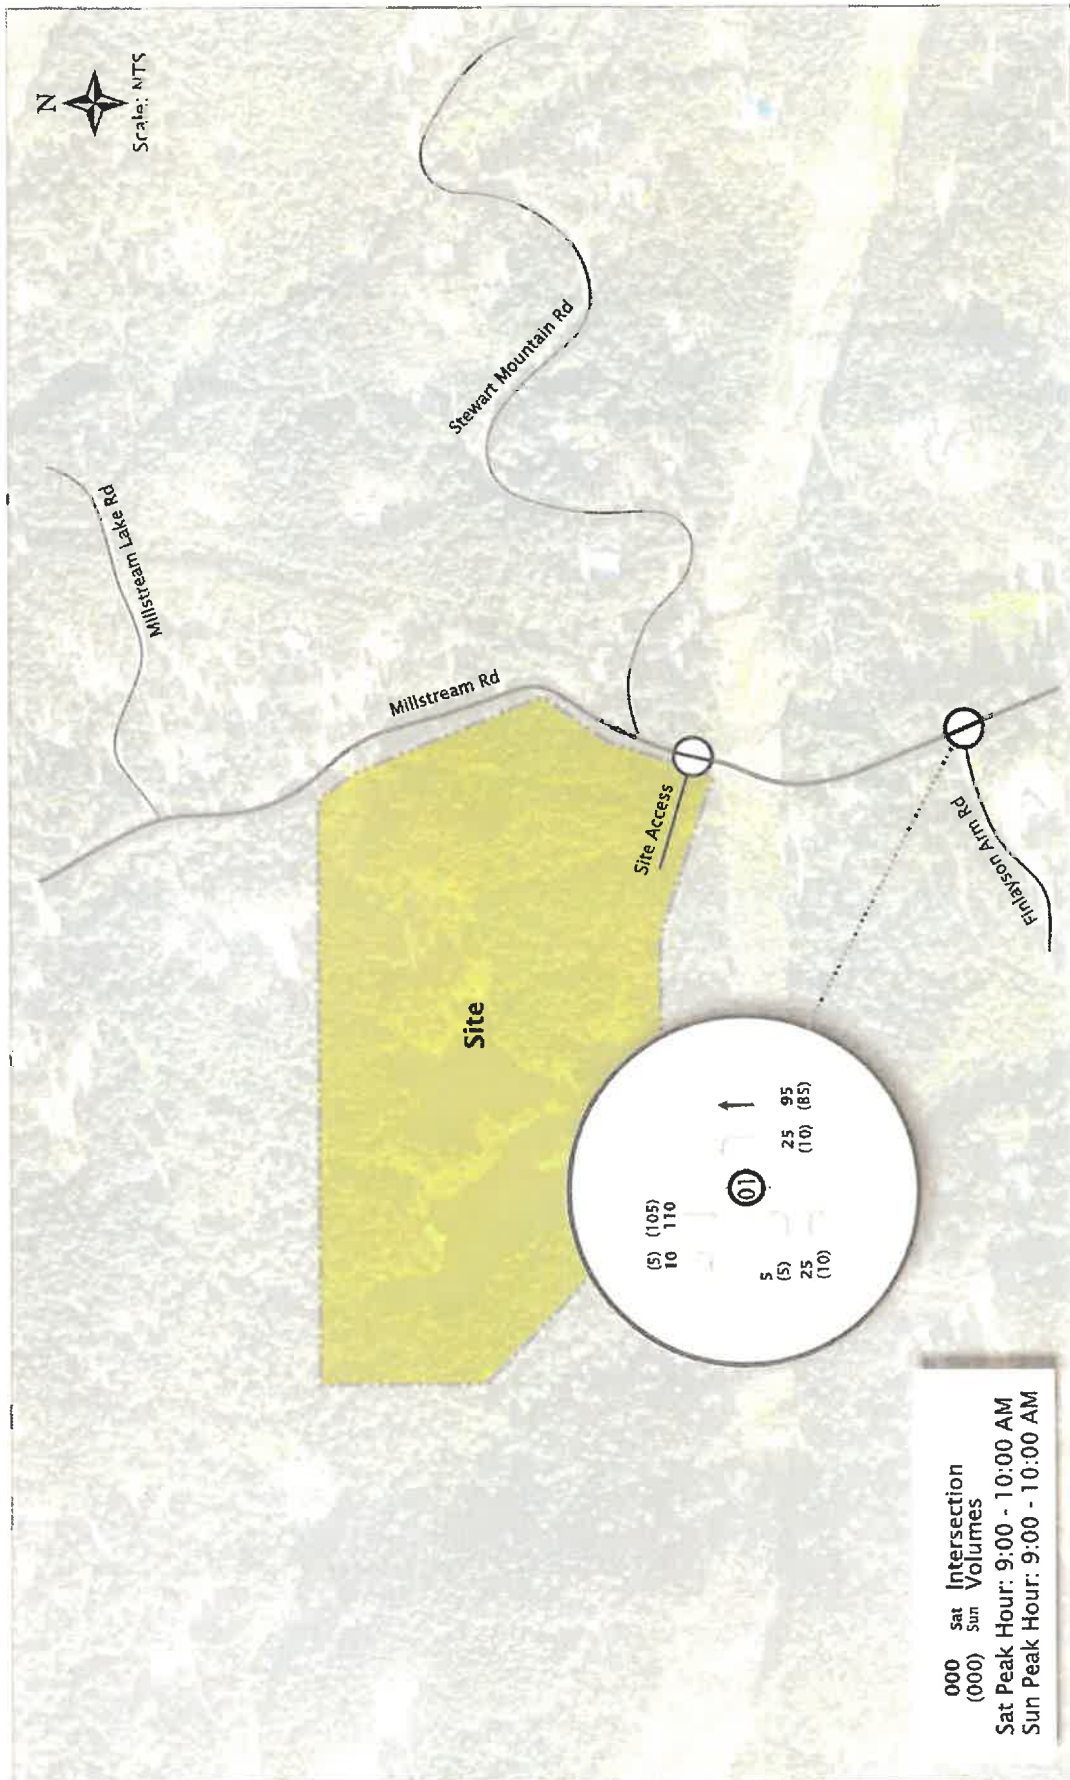 N
Scale: NTS
Millstream Lake Rd
Millstream Rd
Stewart Mountain Rd
Site
Site Access
Finlayson Arm Rd
(5) (105)
10 110
01
5
(5)
25
(10)
25 95
(10) (85)
000 Sat Intersection
(000) Sun Volumes
Sat Peak Hour: 9:00 - 10:00 AM
Sun Peak Hour: 9:00 - 10:00 AM